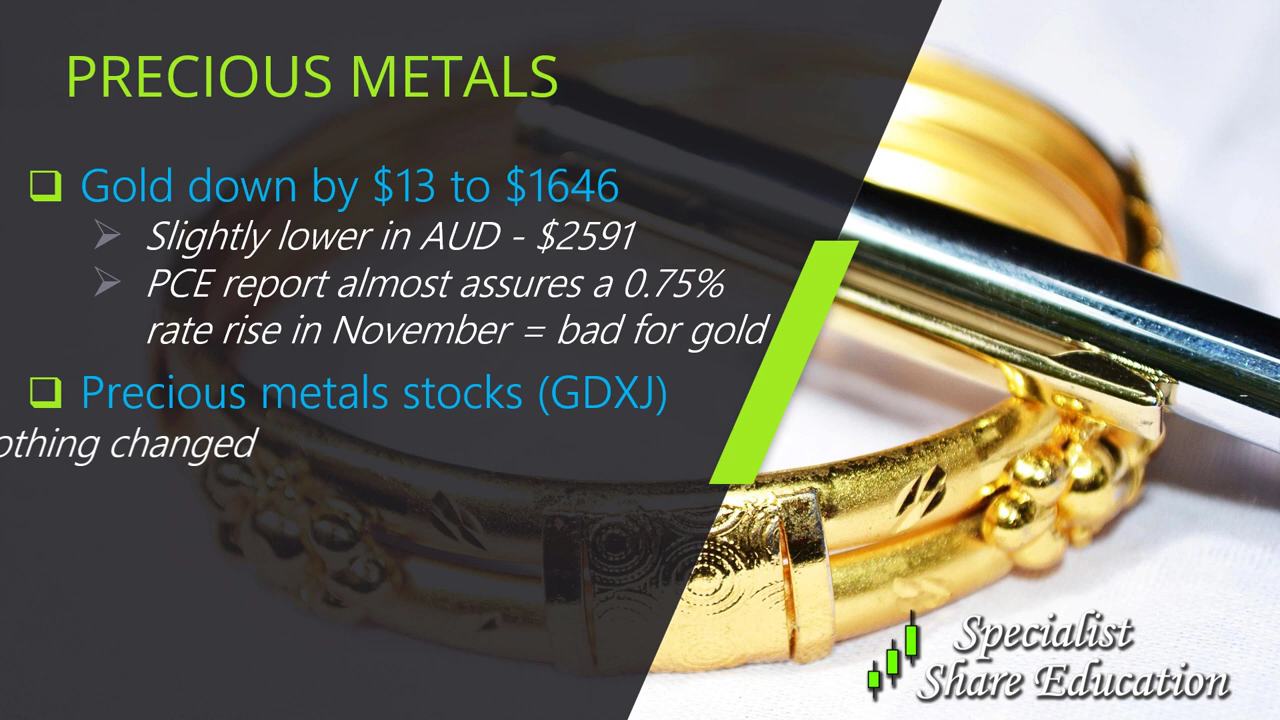 PRECIOUS METALS
Gold down by $13 to $1646
Slightly lower in AUD - $2591
PCE report almost assures a 0.75%
rate rise in November = bad for gold
Precious metals stocks (GDXJ)
othing changed
Specialist
Share Education